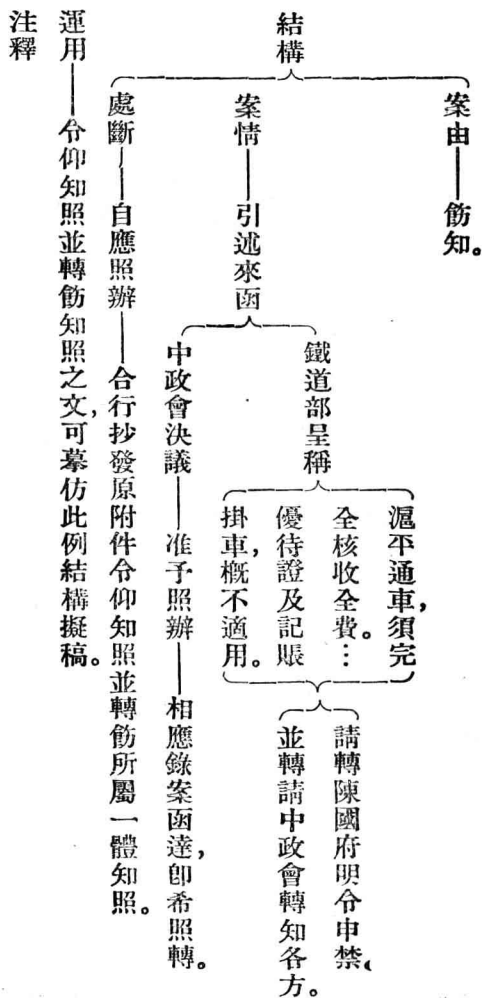 結構
案由——飭知。
案情——引述來函
鐵道部呈稱
滬平通車,須完
全核收全費。…
優待證及記賬
掛車,概不適用。
請轉陳國府明令申禁、
並轉請中政會轉知各方。
中政會決議——准予照辦——相應錄案函達,卽希照轉。
處斷——自應照辦——合行抄發原附件令仰知照並轉飭所屬一體知照。
運用——令仰知照並轉飭知照之文,可摹仿此例結構擬稿。
注釋